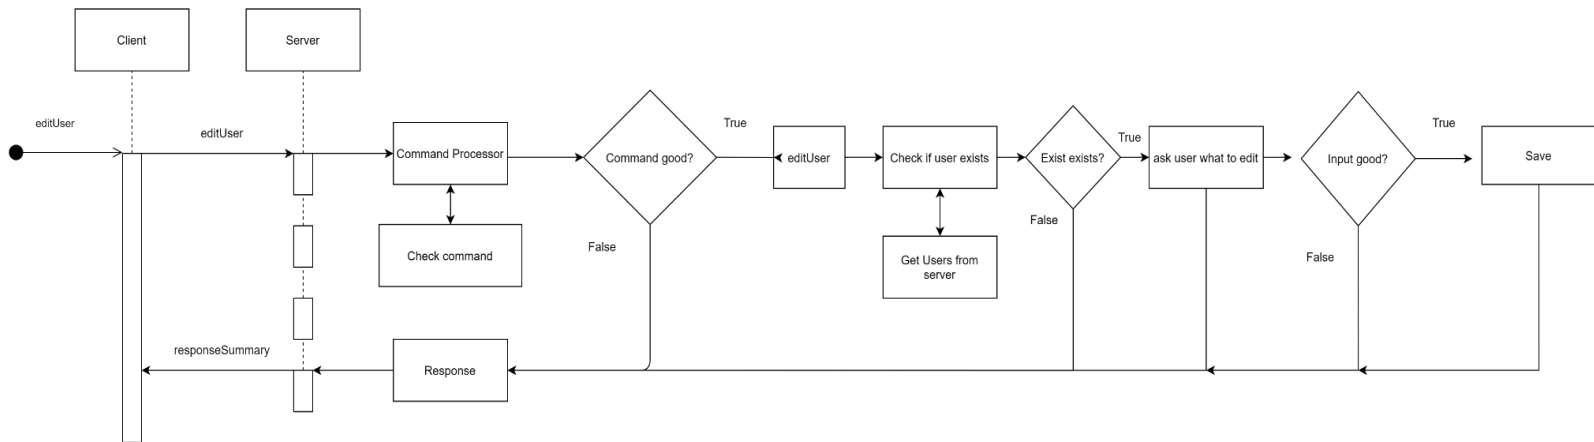 Client
Server
editUser
editUser
Command Processor
Check command
Command good?
True
False
editUser
Check if user exists
Get Users from
server
Exist exists?
True
False
ask user what to edit
Input good?
True
False
Save
responseSummary
Response